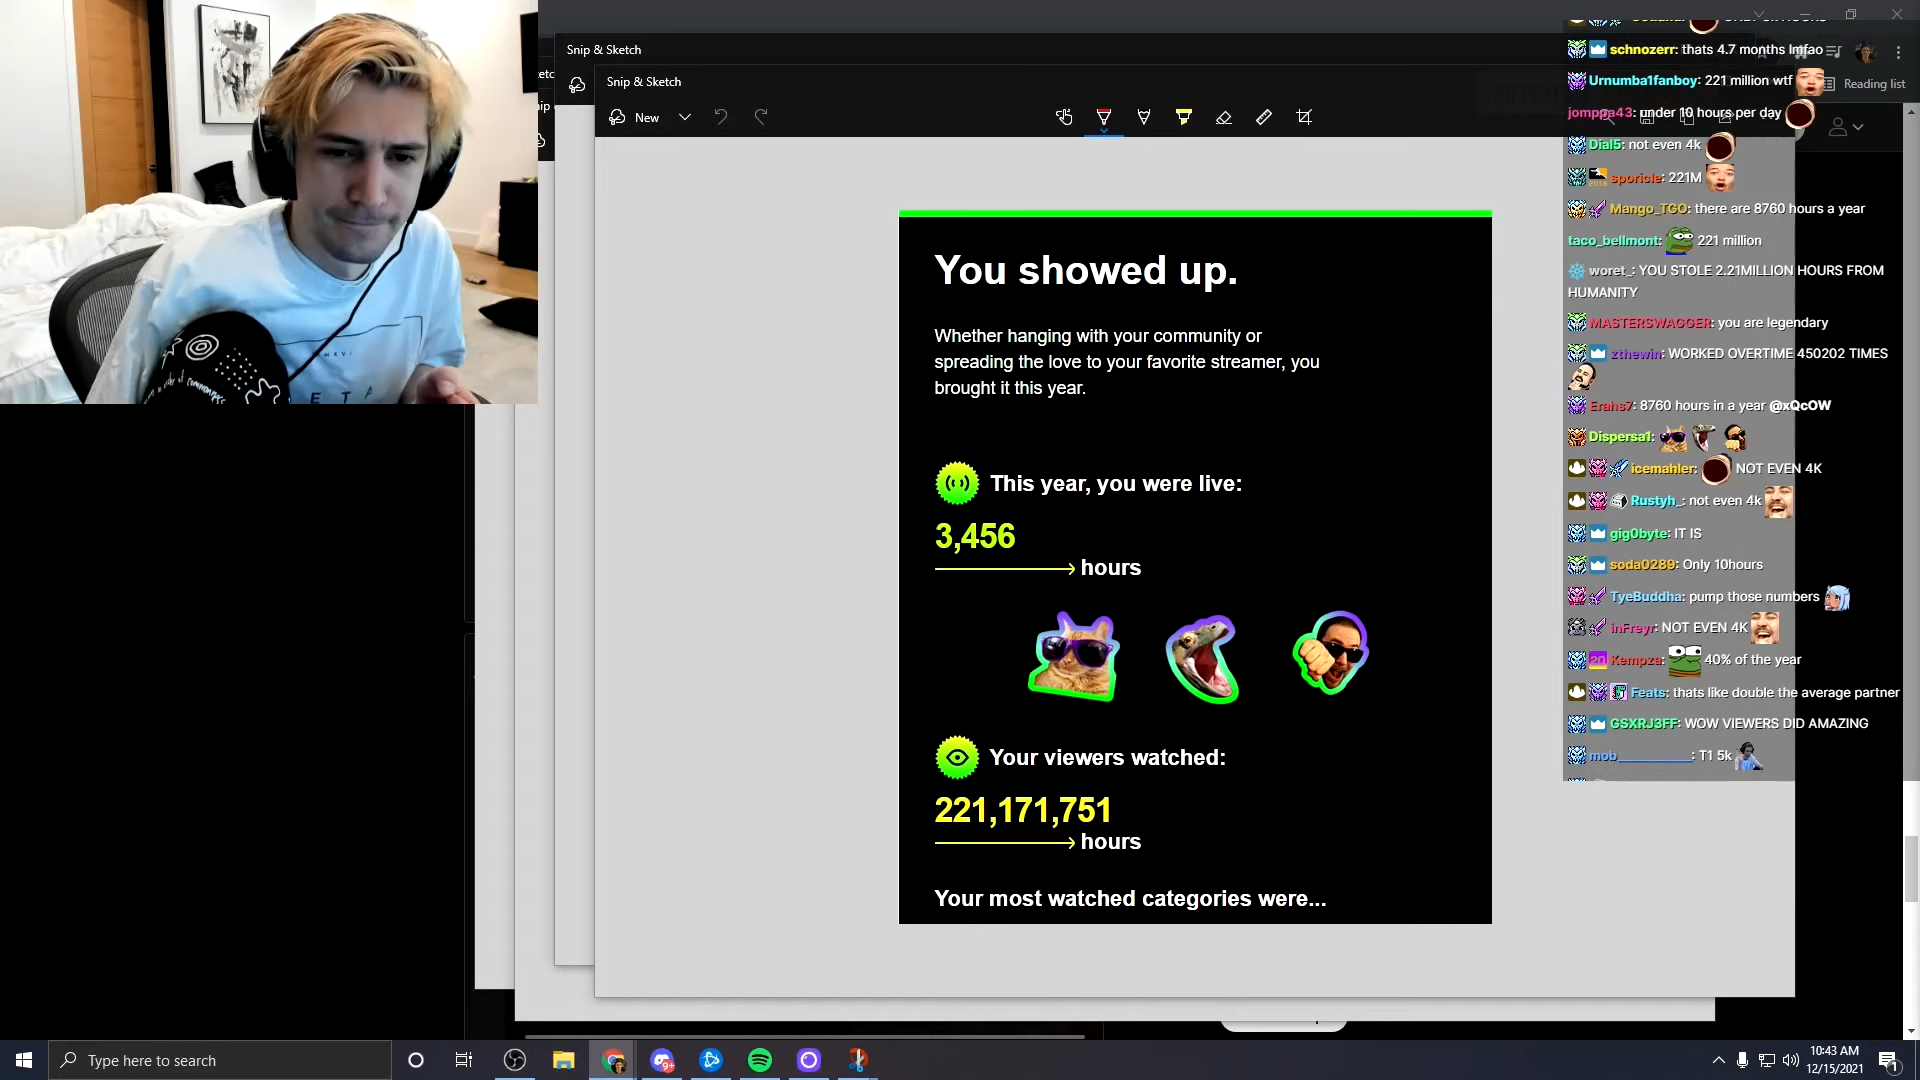 Snip & Sketch
Snip & Sketch
New
Reading list
You showed up.
Whether hanging with your community or
spreading the love to your favorite streamer, you
brought it this year.
This year, you were live:
3,456
hours
Your viewers watched:
221,171,751
hours
Your most watched categories were...
schnozerr: thats 4.7 months lmfao
Urnumba1fanboy: 221 million wtf
jomppa43: under 10 hours per day
Dial5: not even 4k
sporicle: 221M
Mango_TGO: there are 8760 hours a year
taco_bellmont: 221 million
woret_: YOU STOLE 2.21MILLION HOURS FROM
HUMANITY
MASTERSWAGGER: you are legendary
zthewin: WORKED OVERTIME 450202 TIMES
Erahs7: 8760 hours in a year @xQcOW
Dispersa1:
icemahler: NOT EVEN 4K
Rustyh_: not even 4k
gig0byte: IT IS
soda0289: Only 10hours
TyeBuddha: pump those numbers
inFreyr: NOT EVEN 4K
Kempza: 40% of the year
Feats: thats like double the average partner
GSXRJ3FF: WOW VIEWERS DID AMAZING
: T1 5k
Type here to search
10:43 AM
12/15/2021